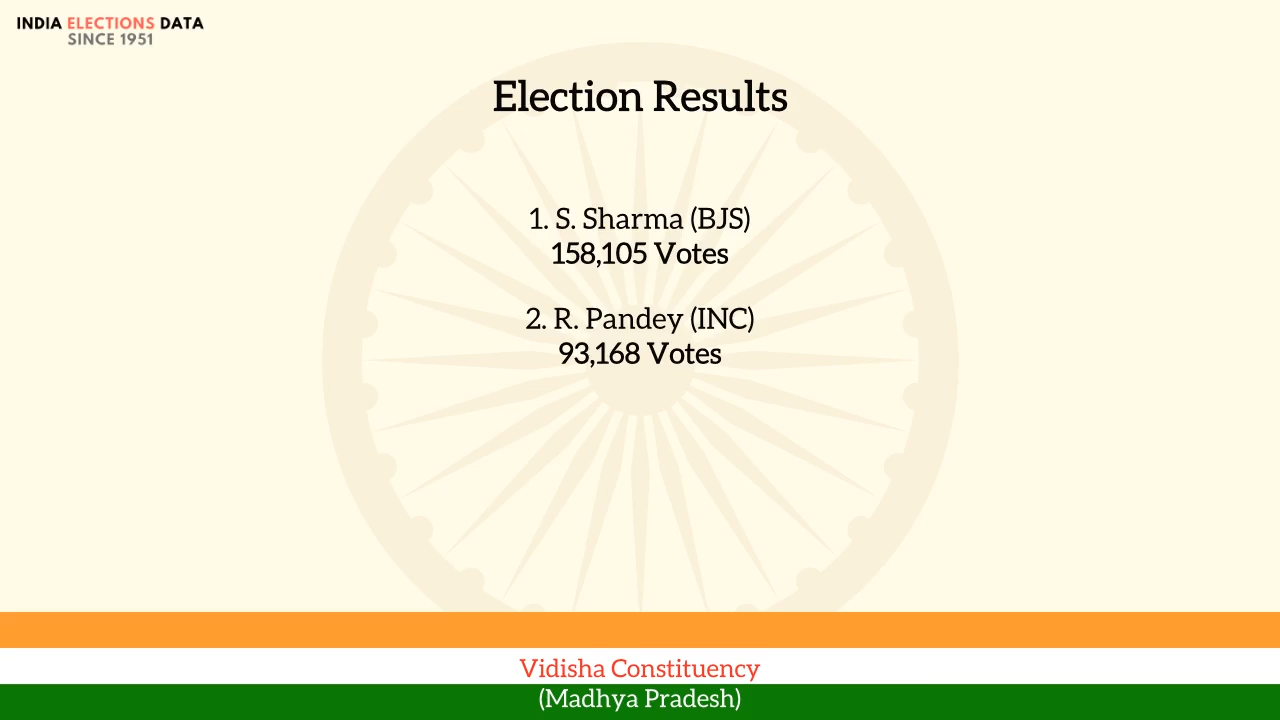 INDIA ELECTIONS DATA
SINCE 1951
Election Results
1. S. Sharma (BJS)
158,105 Votes
2. R. Pandey (INC)
93,168 Votes
Vidisha Constituency
(Madhya Pradesh)